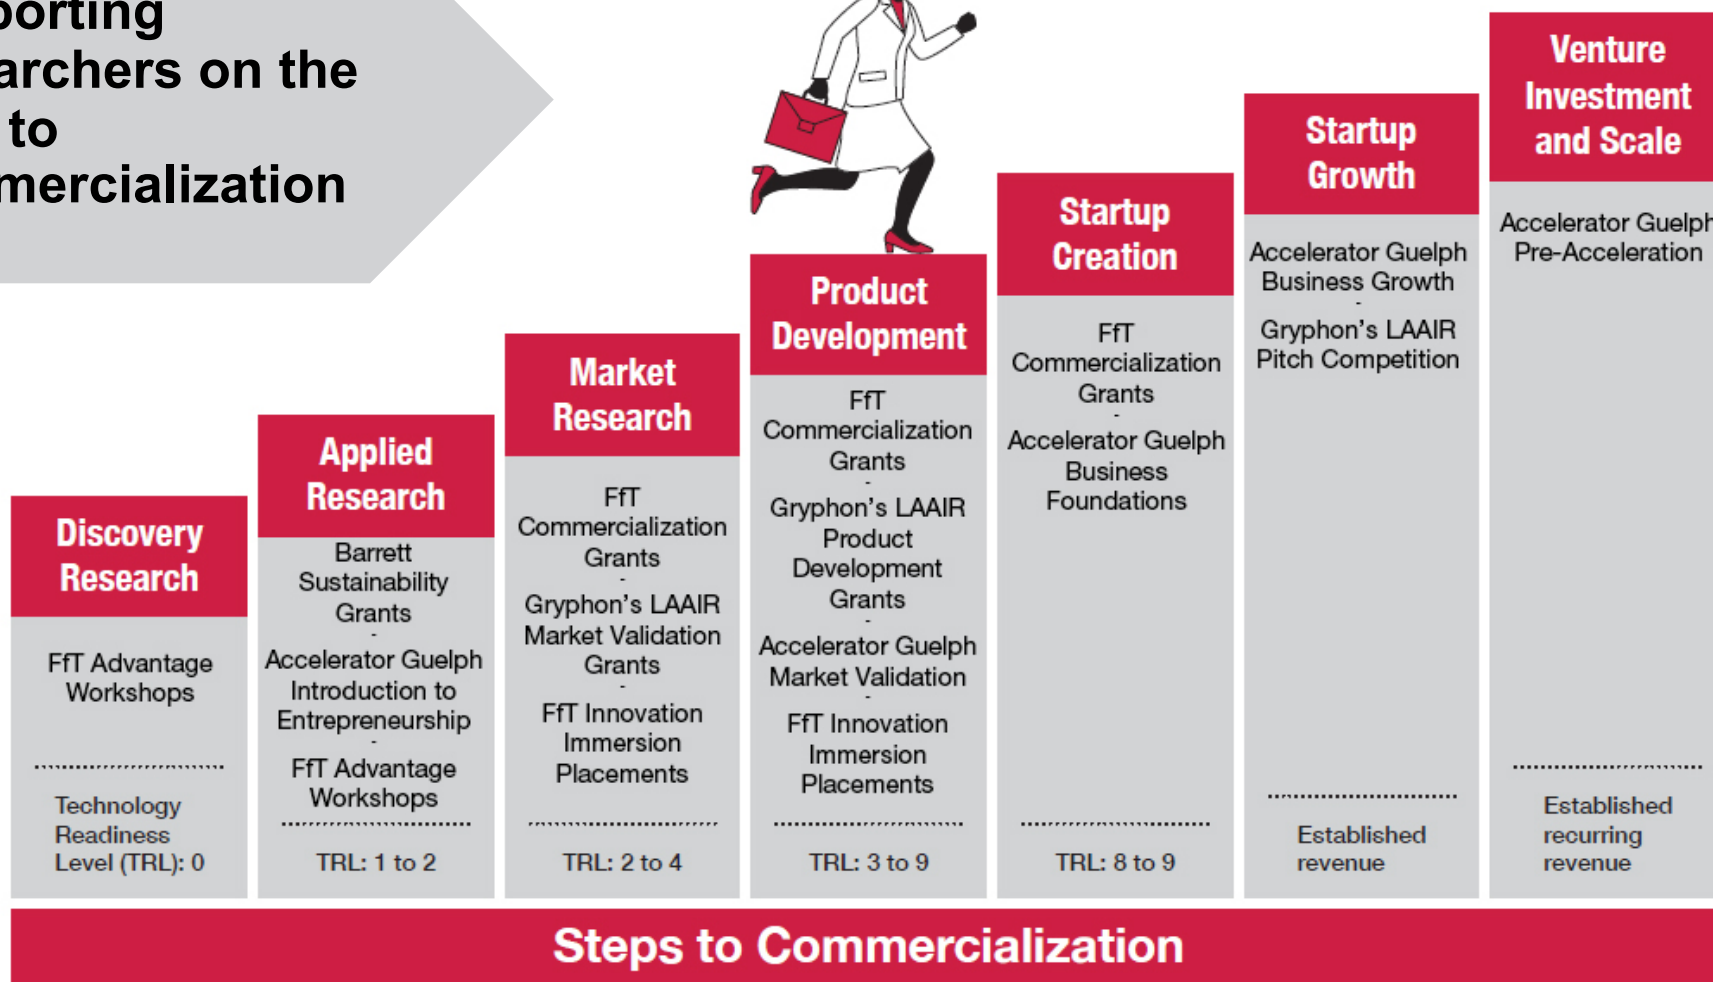 porting
archers on the
to
mercialization
Discovery
Research
FfT Advantage
Workshops
Technology
Readiness
Level (TRL): 0
Applied
Research
Barrett
Sustainability
Grants
-
Accelerator Guelph
Introduction to
Entrepreneurship
-
FfT Advantage
Workshops
TRL: 1 to 2
Market
Research
FfT
Commercialization
Grants
-
Gryphon's LAAIR
Market Validation
Grants
-
FfT Innovation
Immersion
Placements
TRL: 2 to 4
Product
Development
FfT
Commercialization
Grants
-
Gryphon's LAAIR
Product
Development
Grants
-
Accelerator Guelph
Market Validation
-
FfT Innovation
Immersion
Placements
TRL: 3 to 9
Startup
Creation
FfT
Commercialization
Grants
-
Accelerator Guelph
Business
Foundations
TRL: 8 to 9
Startup
Growth
Accelerator Guelph
Business Growth
-
Gryphon's LAAIR
Pitch Competition
Established
revenue
Venture
Investment
and Scale
Accelerator Guelph
Pre-Acceleration
Established
recurring
revenue
Steps to Commercialization